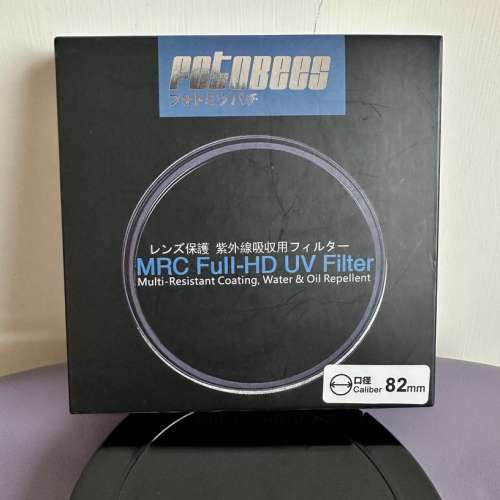 FotoBees
フォトミツバチ
レンズ保護 紫外線吸収用フィルター
MRC Full-HD UV Filter
Multi-Resistant Coating, Water & Oil Repellent
口径
Caliber 82mm